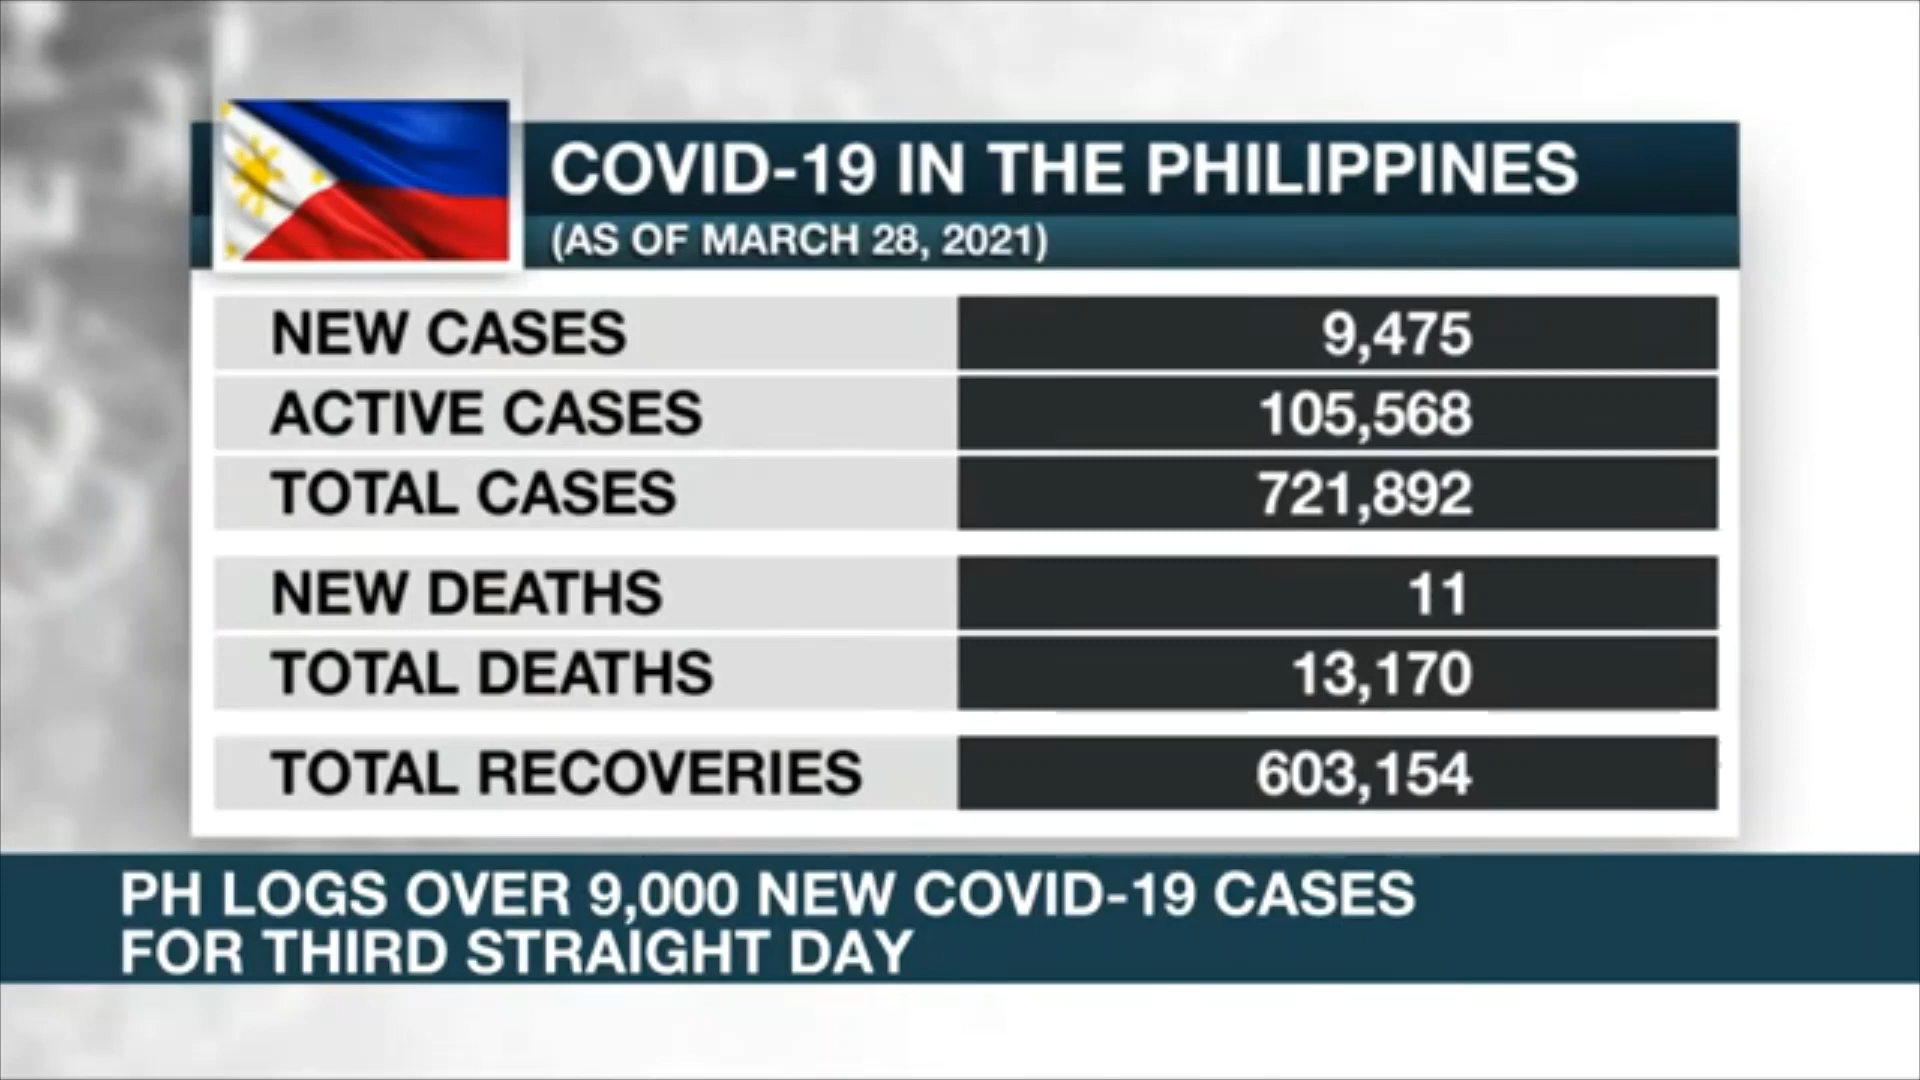 COVID-19 IN THE PHILIPPINES
(AS OF MARCH 28, 2021)
NEW CASES 9,475
ACTIVE CASES 105,568
TOTAL CASES 721,892
NEW DEATHS 11
TOTAL DEATHS 13,170
TOTAL RECOVERIES 603,154
PH LOGS OVER 9,000 NEW COVID-19 CASES
FOR THIRD STRAIGHT DAY